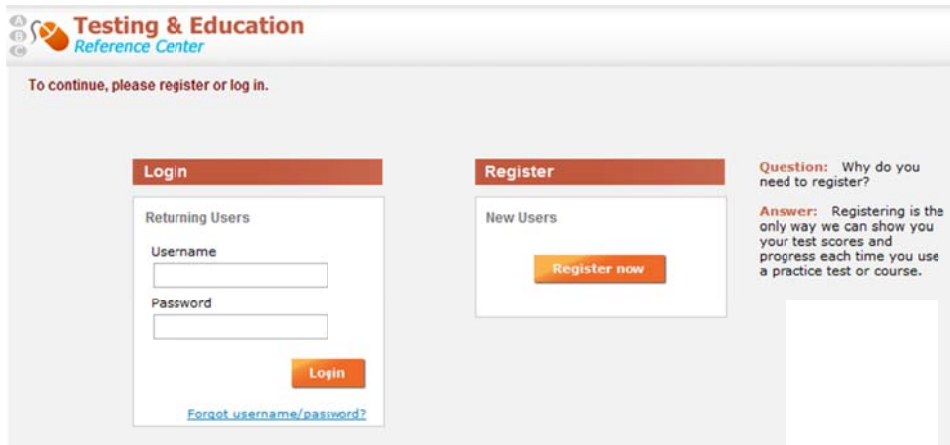 A
B
C
Testing & Education
Reference Center
To continue, please register or log in.
Login
Returning Users
Username
Password
Login
Forgot username/password?
Register
New Users
Register now
Question: Why do you
need to register?
Answer: Registering is the
only way we can show you
your test scores and
progress each time you use
a practice test or course.